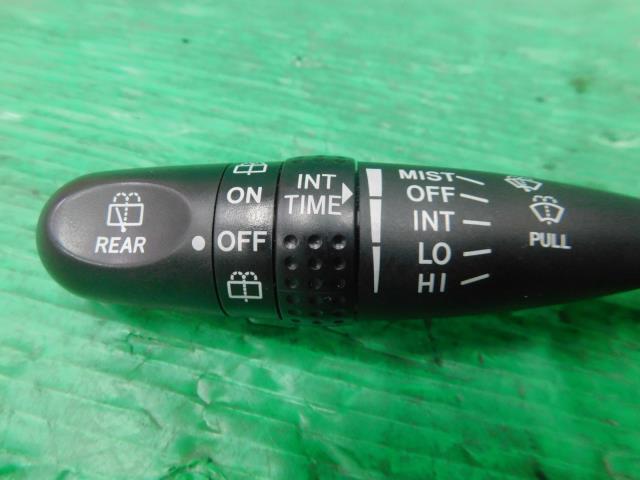 REAR
ON
OFF
INT
TIME
MIST
OFF
INT
LO
HI
PULL